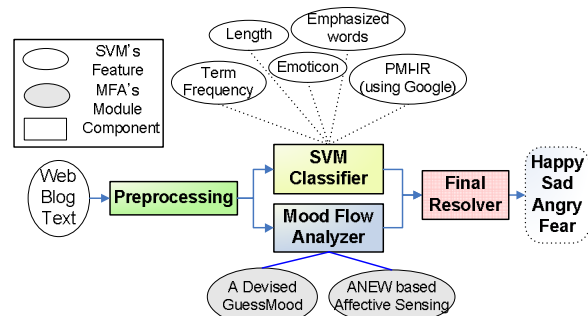 SVM's
Feature
MFA's
Module
Component
Length
Emphasized
words
Term
Frequency
Emoticon
PMI-IR
(using Google)
Web
Blog
Text
Preprocessing
SVM
Classifier
Mood Flow
Analyzer
Final
Resolver
Happy
Sad
Angry
Fear
A Devised
GuessMood
ANEW based
Affective Sensing